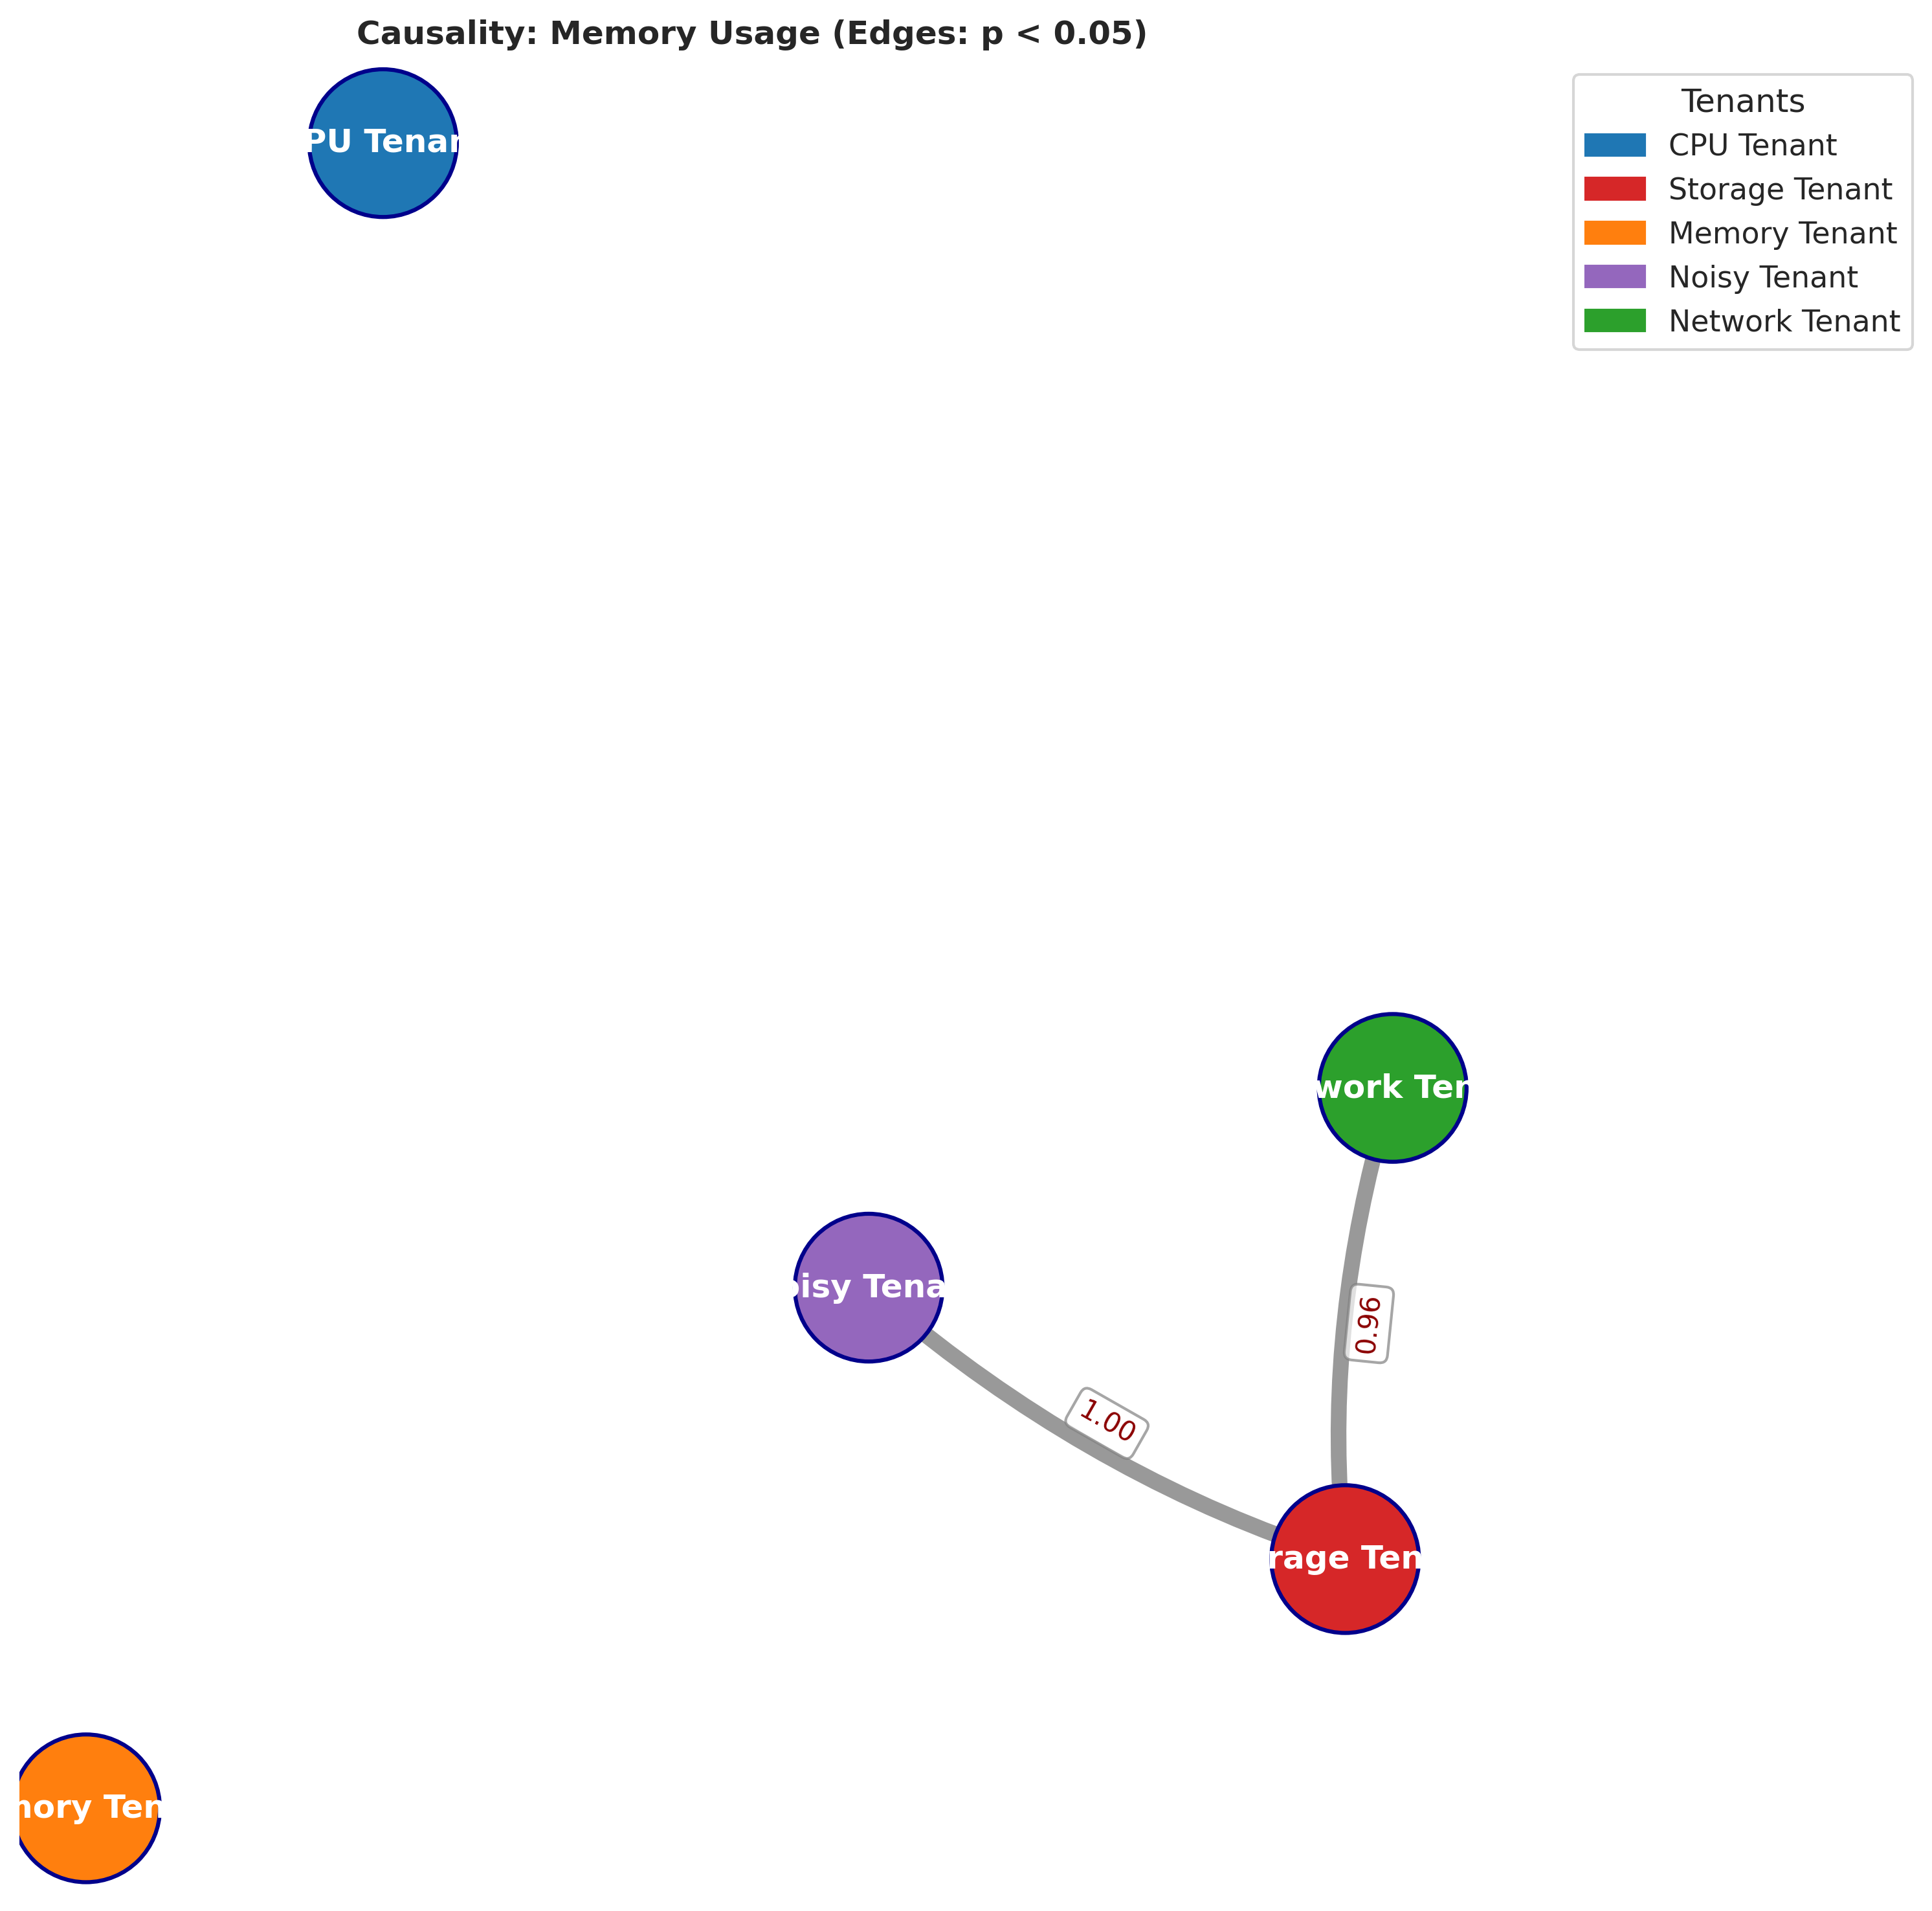 Causality: Memory Usage (Edges: p < 0.05)
PU Tenan
Tenants
CPU Tenant
Storage Tenant
Memory Tenant
Noisy Tenant
Network Tenant
work Ten
oisy Tena
0.96
1.00
rage Ten
mory Ten